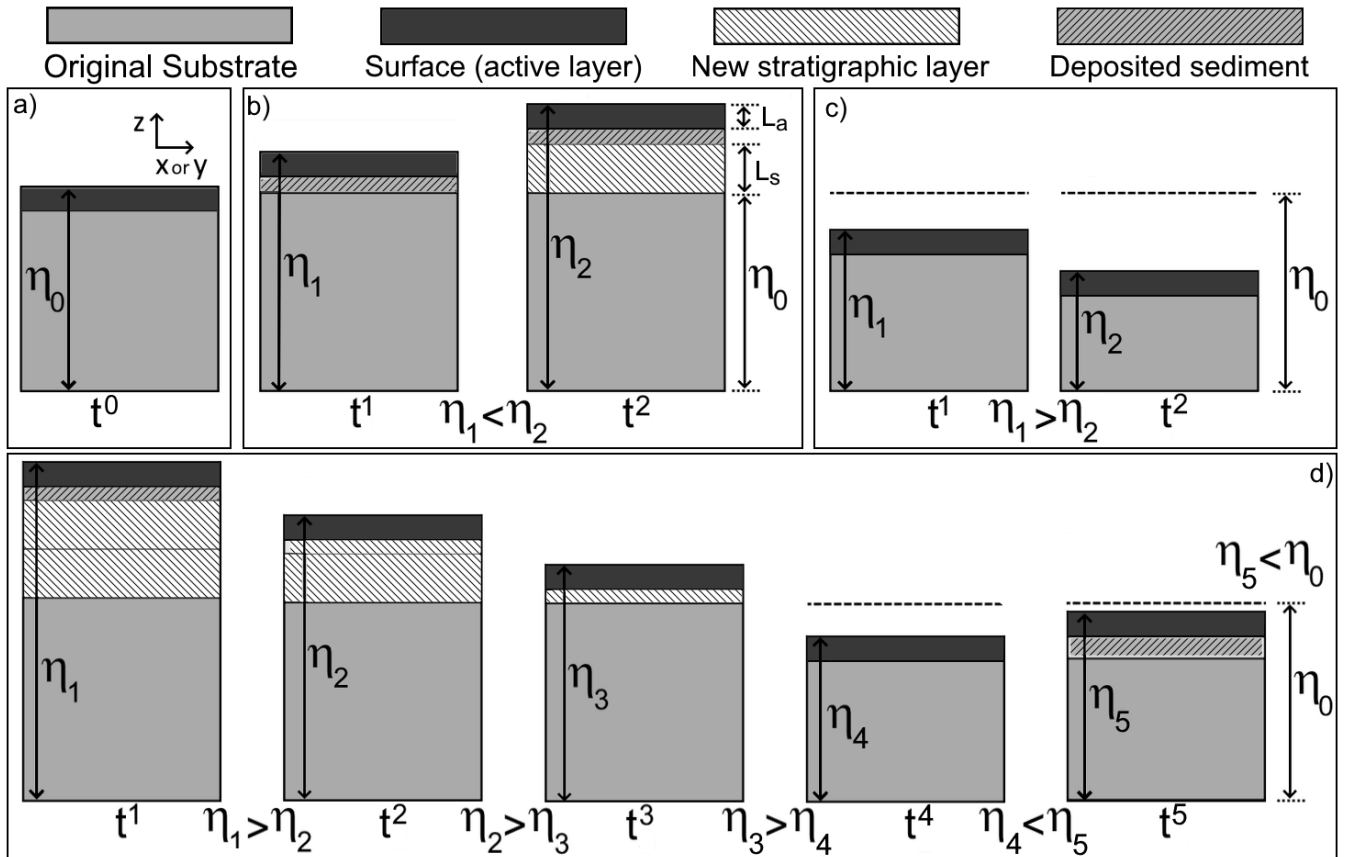 Original Substrate
Surface (active layer)
New stratigraphic layer
Deposited sediment
a)
z
x or y
η₀
t⁰
b)
η₁
η₂
Lₐ
Lₛ
η₀
t¹
η₁<η₂
t²
c)
η₁
η₂
η₀
t¹
η₁>η₂
t²
d)
η₁
η₂
η₃
η₄
η₅
η₅<η₀
η₀
t¹
η₁>η₂
t²
η₂>η₃
t³
η₃>η₄
t⁴
η₄<η₅
t⁵